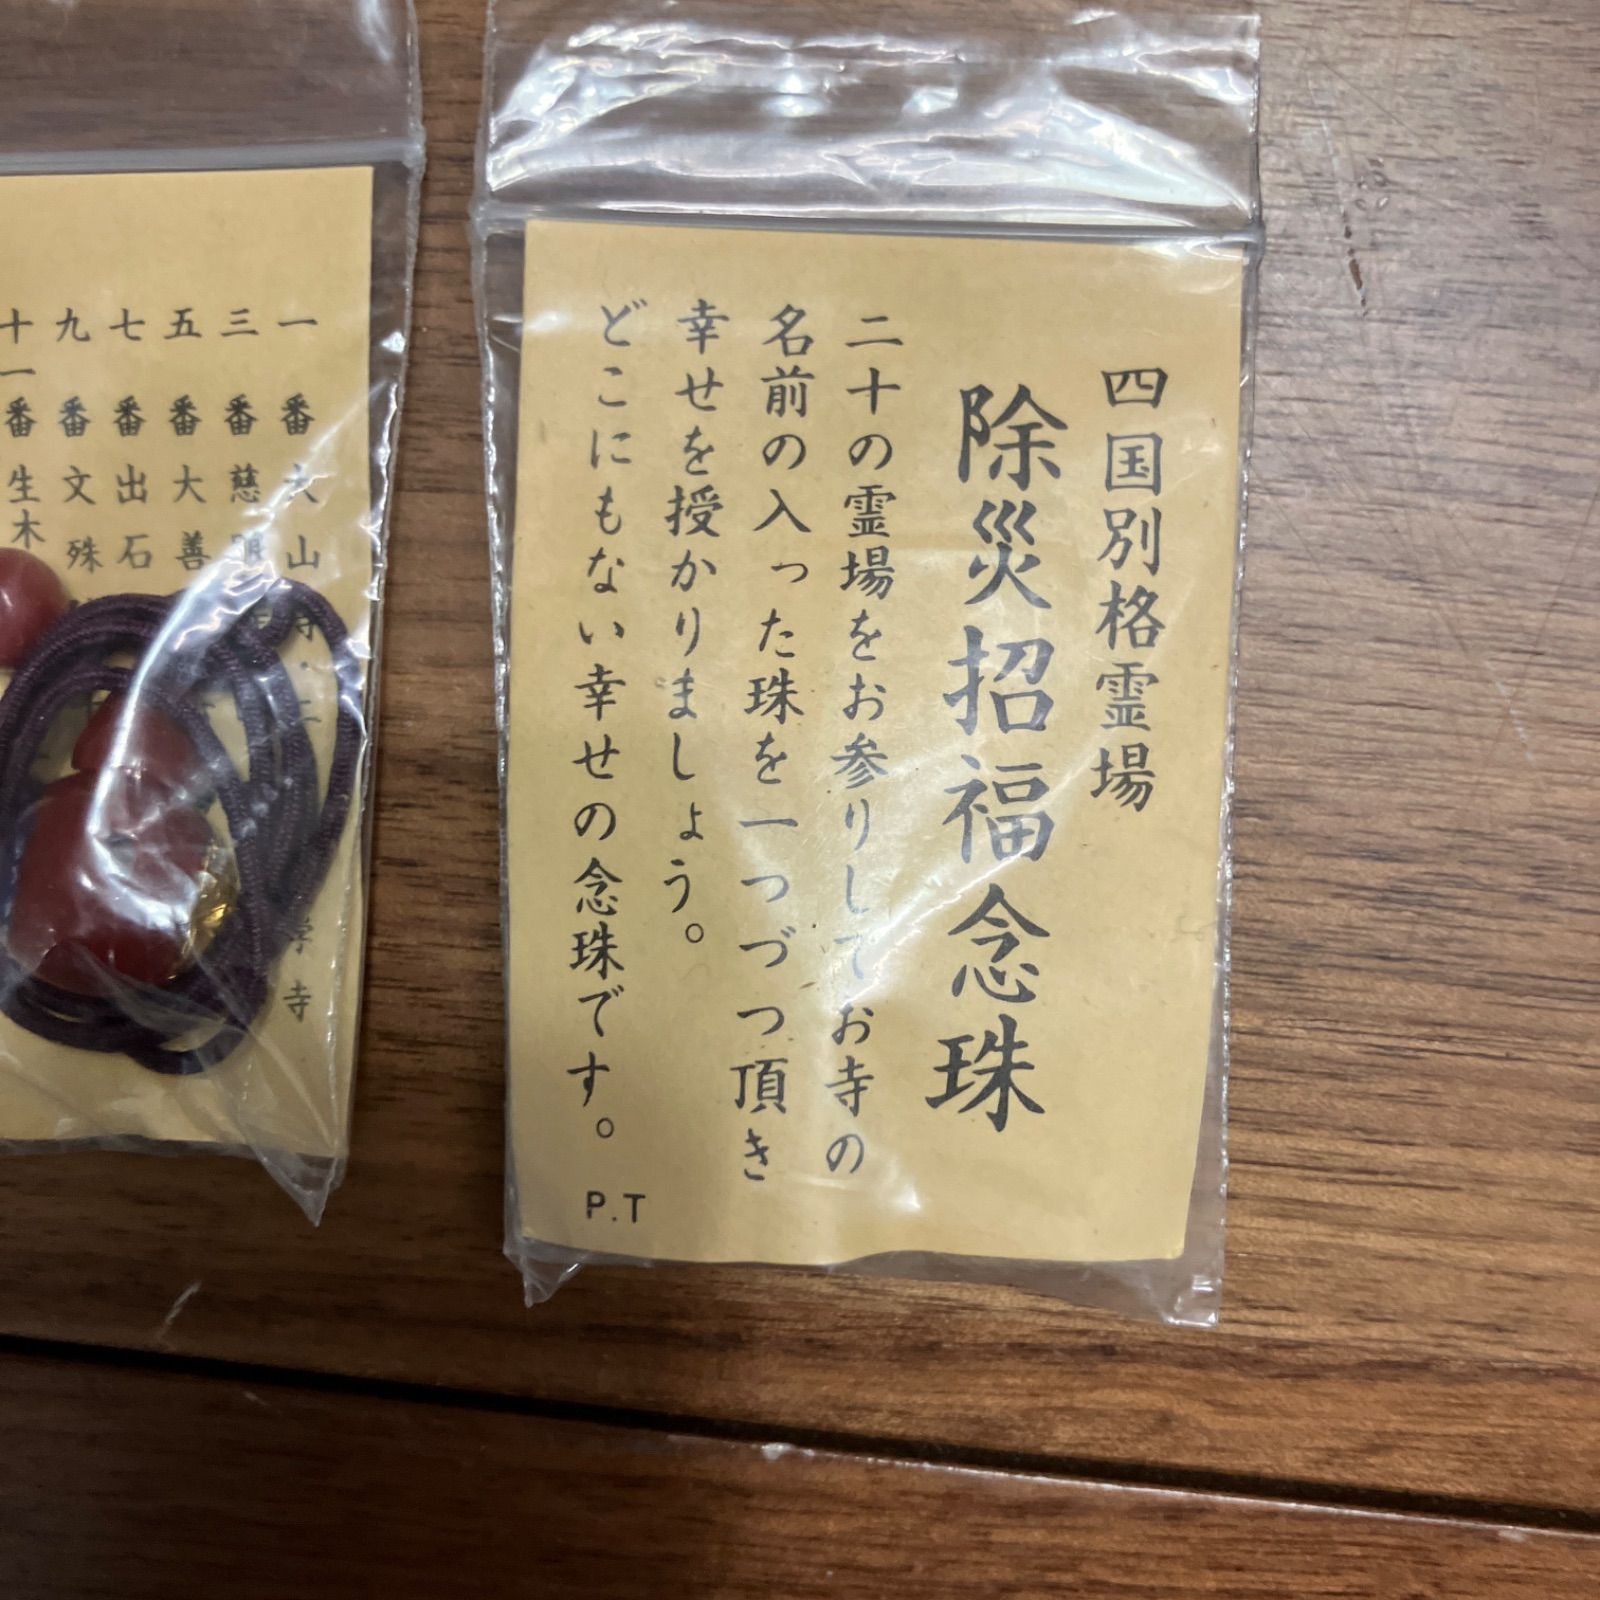 四国別格霊場
除災招福念珠
二十の霊場をお参りしてお寺の
名前の入った珠を一つづつ頂き
幸せを授かりましょう。
どこにもない幸せの念珠です。
P.T
一番 大山寺
三番 慈眼寺
五番 大善
七番 出石
九番 文殊
十一番 生木